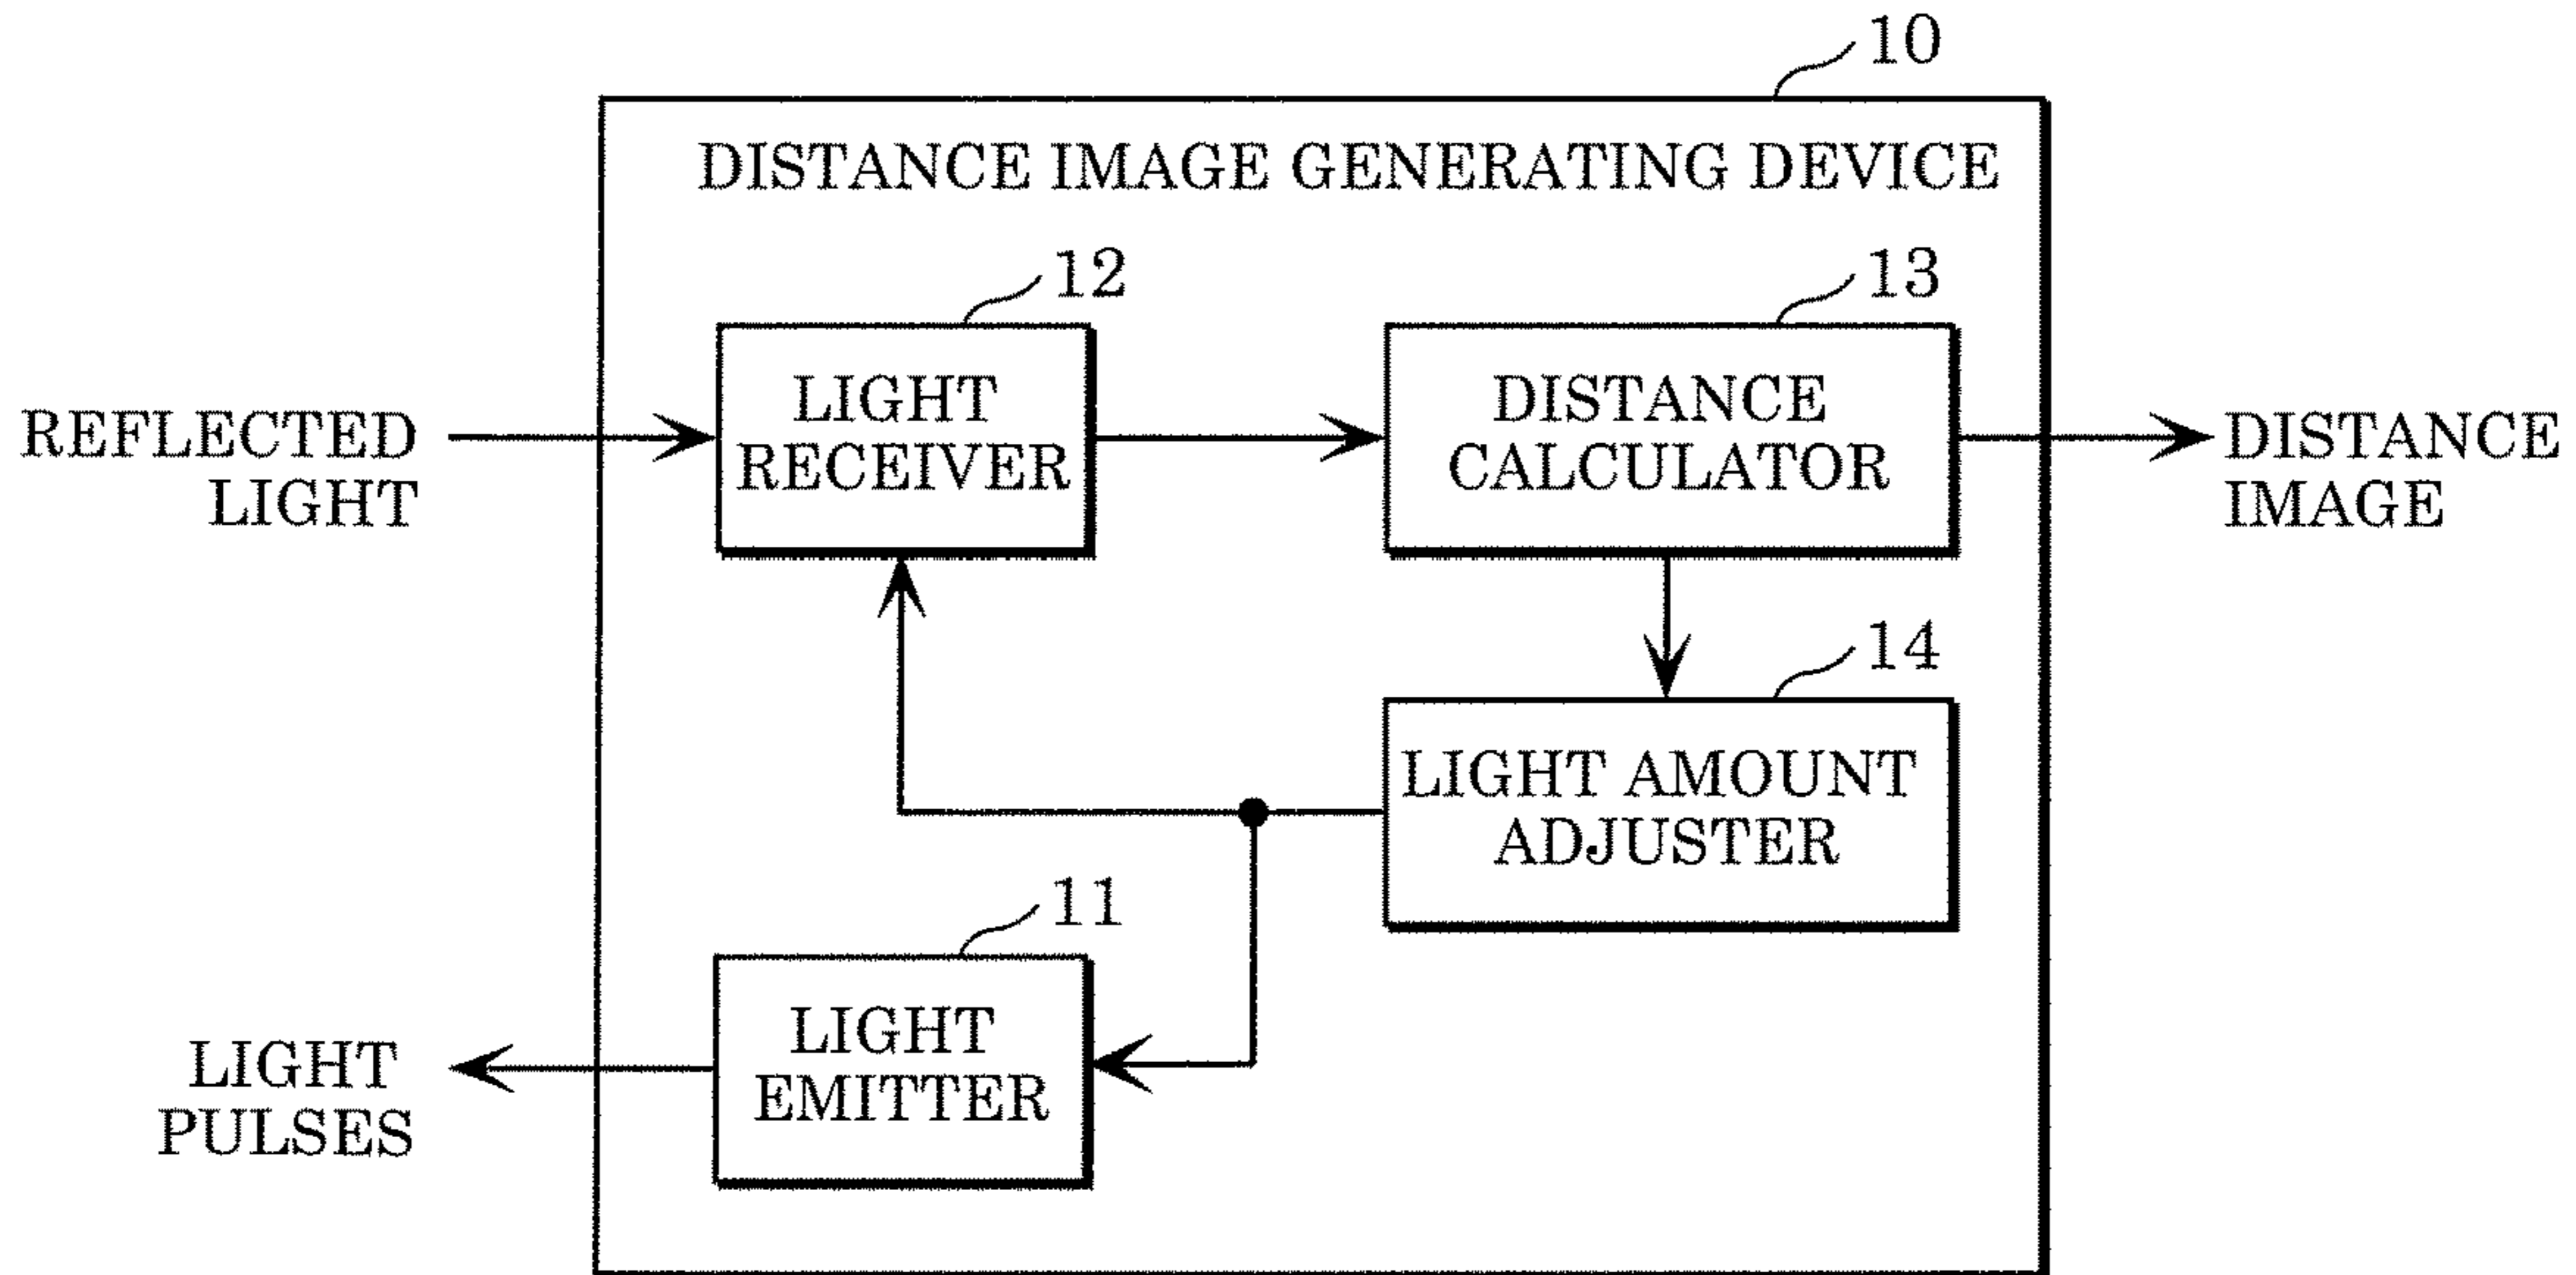 10
DISTANCE IMAGE GENERATING DEVICE
12
13
LIGHT
RECEIVER
DISTANCE
CALCULATOR
REFLECTED
LIGHT
DISTANCE
IMAGE
14
LIGHT AMOUNT
ADJUSTER
11
LIGHT
EMITTER
LIGHT
PULSES